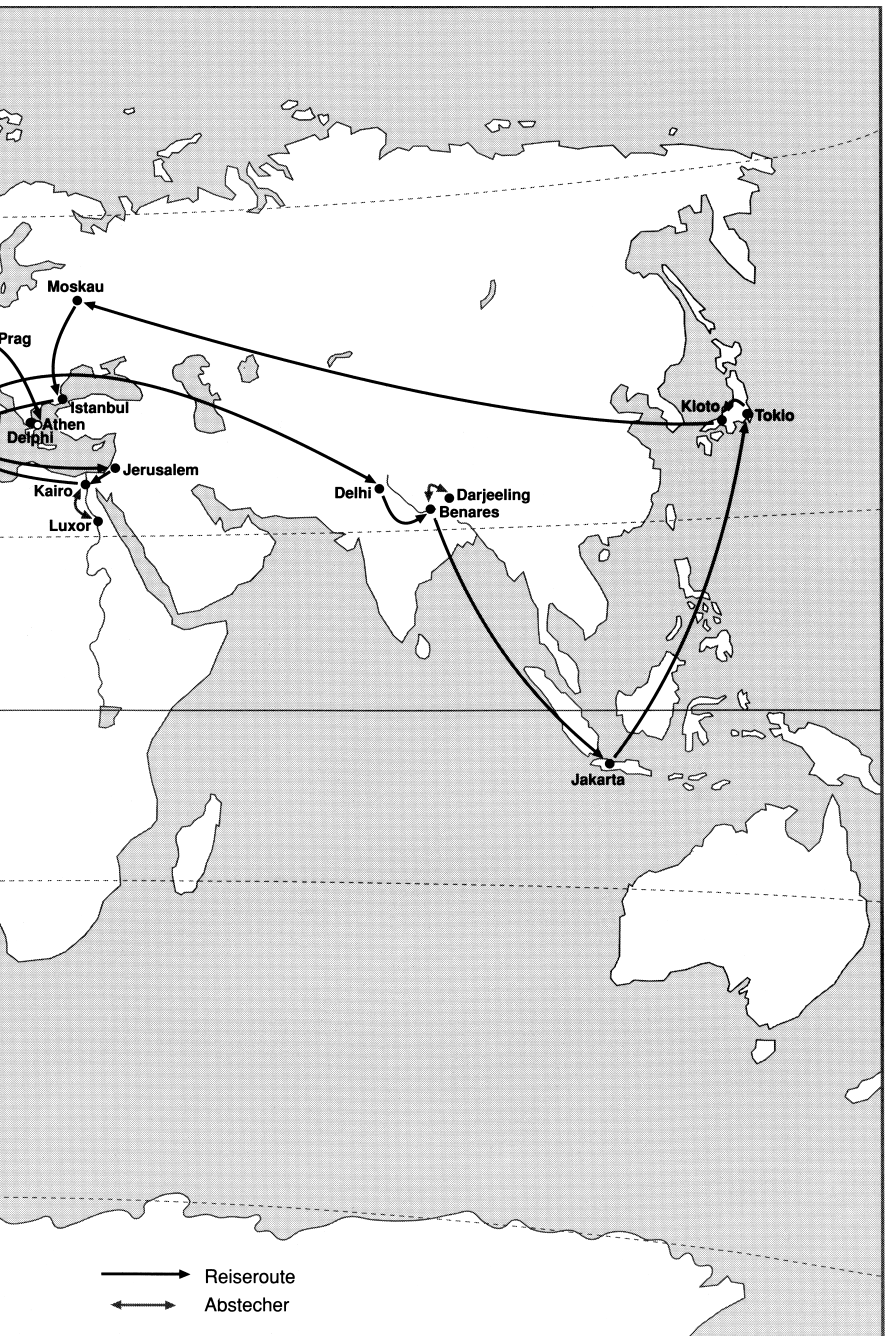 Moskau
Prag
Istanbul
Athen
Delphi
Kioto
Tokio
Jerusalem
Kairo
Luxor
Delhi
Darjeeling
Benares
Jakarta
Reiseroute
Abstecher